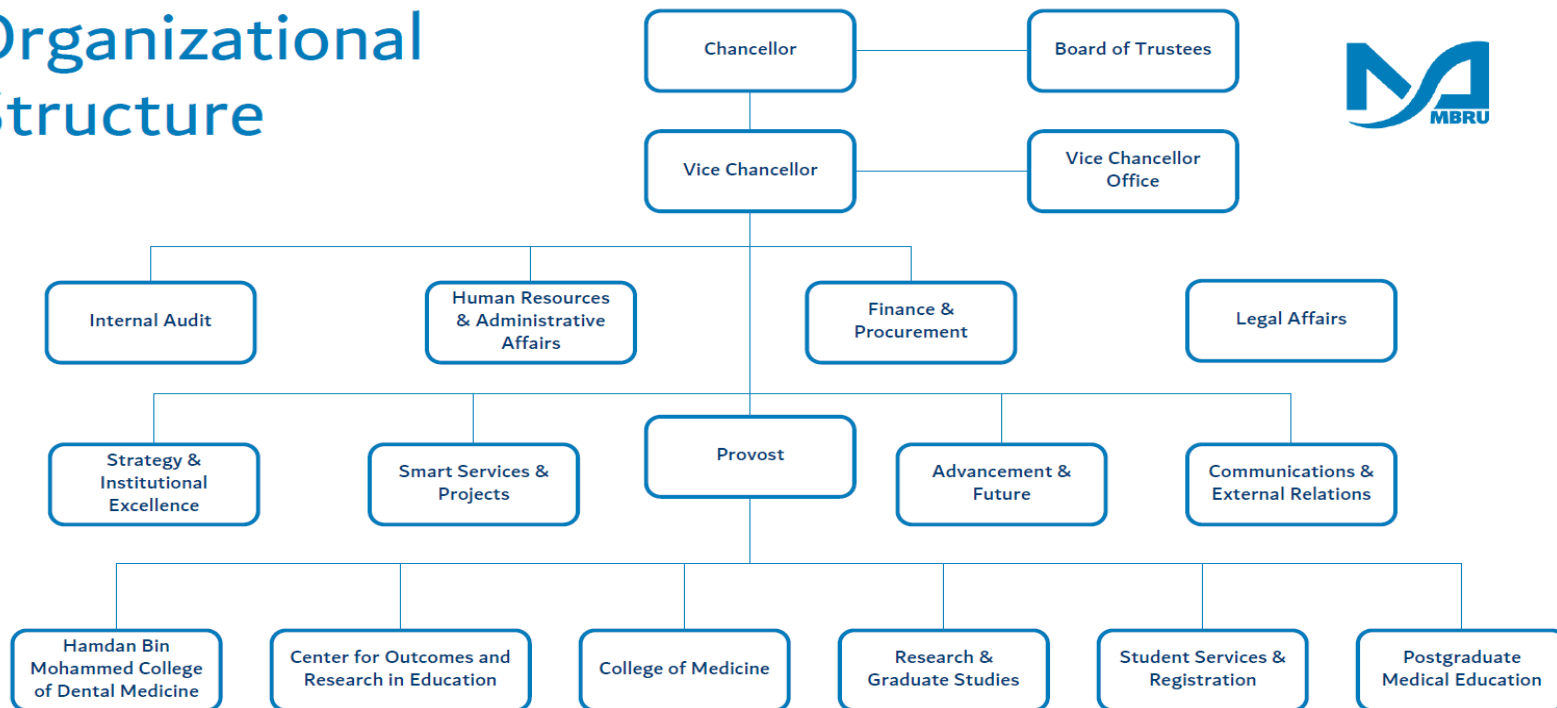 Organizational
Structure
Chancellor
Board of Trustees
MBRU
Vice Chancellor
Vice Chancellor
Office
Internal Audit
Human Resources
& Administrative
Affairs
Finance &
Procurement
Legal Affairs
Strategy &
Institutional
Excellence
Smart Services &
Projects
Provost
Advancement &
Future
Communications &
External Relations
Hamdan Bin
Mohammed College
of Dental Medicine
Center for Outcomes and
Research in Education
College of Medicine
Research &
Graduate Studies
Student Services &
Registration
Postgraduate
Medical Education